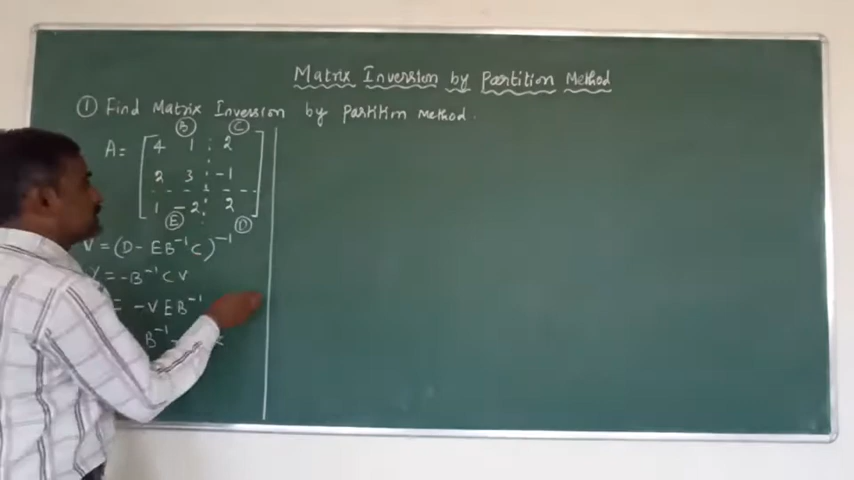 Matrix Inversion by Partition Method
① Find Matrix Inversion by Partition Method.
Ⓑ Ⓒ
A = [ 4 1 : 2
2 3 : -1
1 -2 : 2 ]
Ⓔ Ⓓ
V = (D - EB⁻¹C)⁻¹
Y = -B⁻¹CV
= -VEB⁻¹
B⁻¹ -